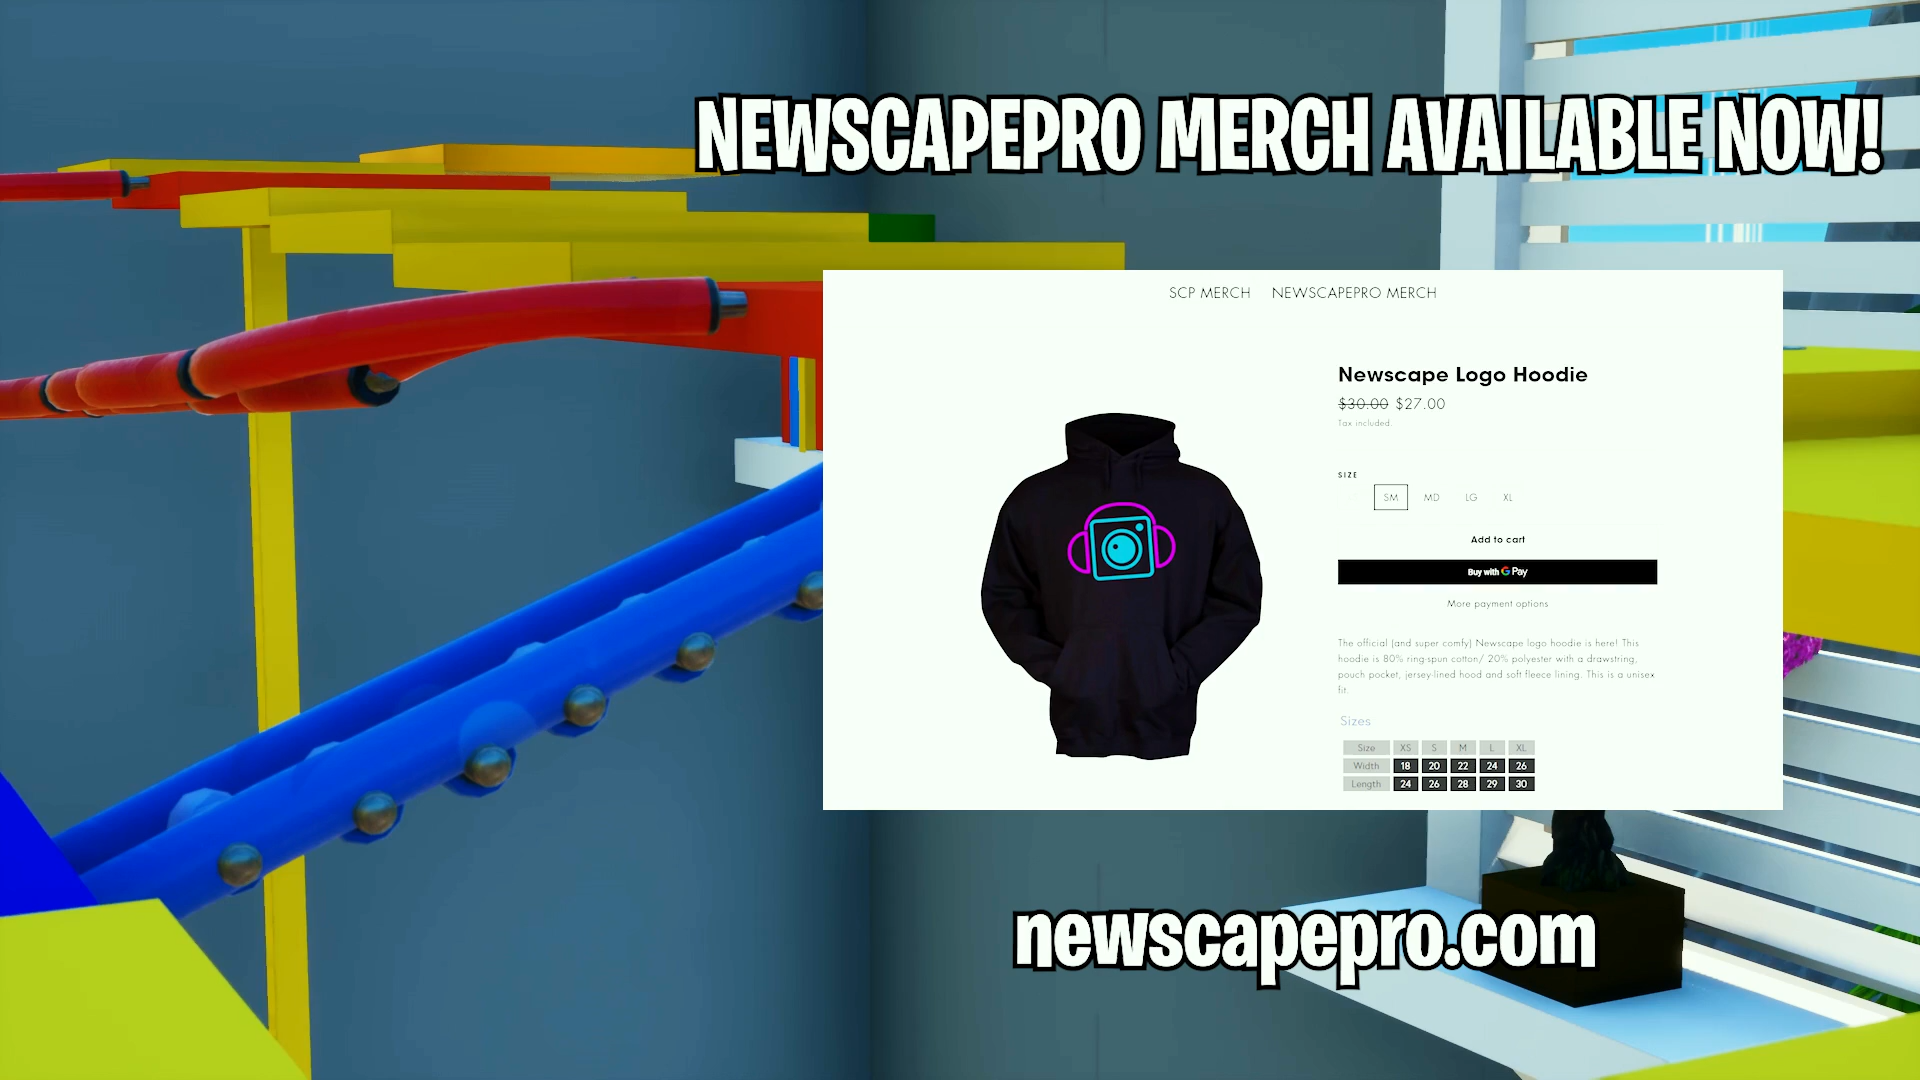 NEWSCAPEPRO MERCH AVAILABLE NOW!
SCP MERCH NEWSCAPEPRO MERCH
Newscape Logo Hoodie
$30.00 $27.00
Tax included.
SIZE
SM MD LG XL
Add to cart
Buy with G Pay
More payment options
The official (and super comfy) Newscape logo hoodie is here! This
hoodie is 80% ring-spun cotton/ 20% polyester with a drawstring,
pouch pocket, jersey-lined hood and soft fleece lining. This is a unisex
fit.
Sizes
Size XS S M L XL
Width 18 20 22 24 26
Length 24 26 28 29 30
newscapepro.com